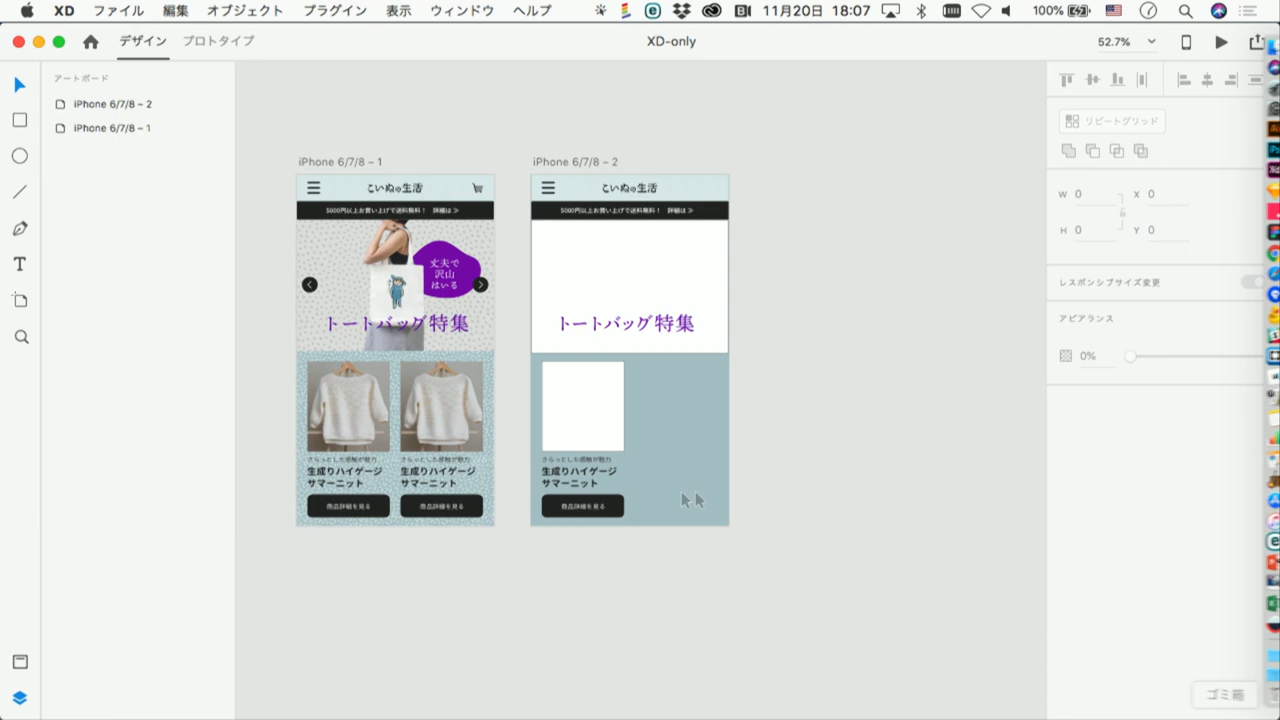 XD ファイル 編集 オブジェクト プラグイン 表示 ウィンドウ ヘルプ 11月20日 18:07 100%
デザイン プロトタイプ XD-only 52.7%
アートボード
iPhone 6/7/8 – 2
iPhone 6/7/8 – 1
iPhone 6/7/8 – 1
こいぬの生活
5000円以上お買い上げで送料無料！ 詳細は ≫
丈夫で
沢山
はいる
トートバッグ特集
さらっとした感触が魅力
生成りハイゲージ
サマーニット
商品詳細を見る
さらっとした感触が魅力
生成りハイゲージ
サマーニット
商品詳細を見る
iPhone 6/7/8 – 2
こいぬの生活
5000円以上お買い上げで送料無料！ 詳細は ≫
トートバッグ特集
さらっとした感触が魅力
生成りハイゲージ
サマーニット
商品詳細を見る
リピートグリッド
W 0 X 0
H 0 Y 0
レスポンシブサイズ変更
アピアランス
0%
ゴミ箱